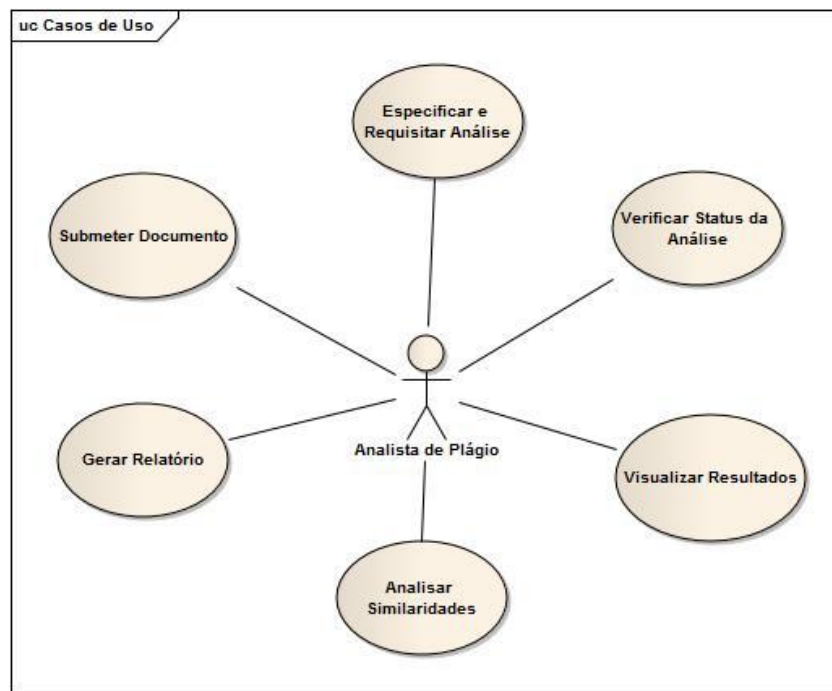 uc Casos de Uso
Especificar e
Requisitar Análise
Submeter Documento
Verificar Status da
Análise
Gerar Relatório
Analista de Plágio
Visualizar Resultados
Analisar
Similaridades